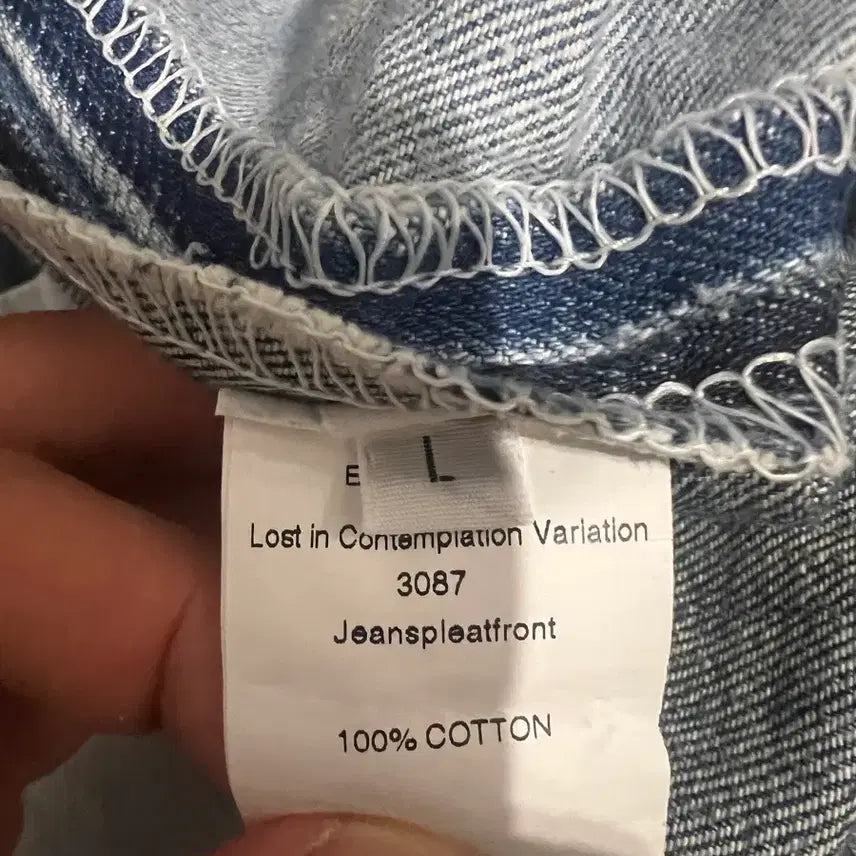 L
Lost in Contemplation Variation
3087
Jeanspleatfront
100% COTTON